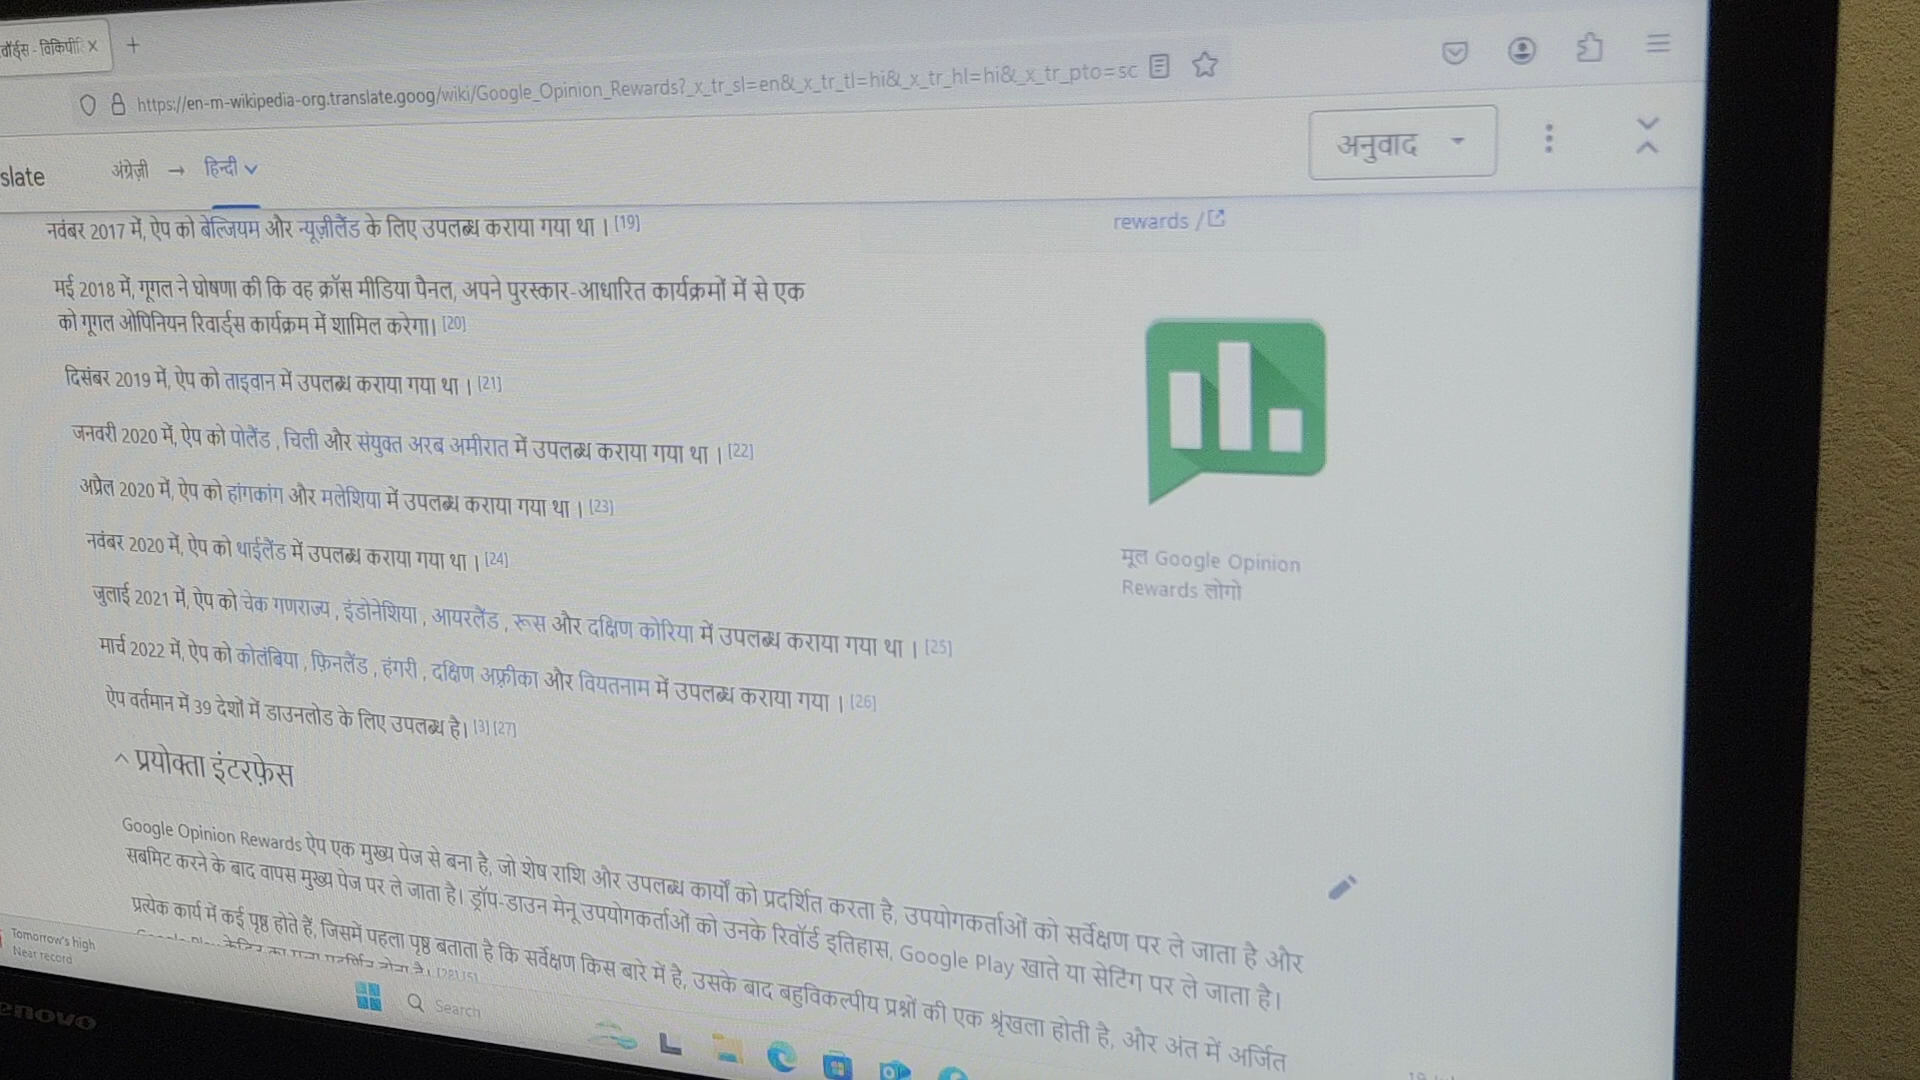 वॉर्ड्स - विकिपीडि
https://en-m-wikipedia-org.translate.goog/wiki/Google_Opinion_Rewards?_x_tr_sl=en&_x_tr_tl=hi&_x_tr_hl=hi&_x_tr_pto=sc
slate
अंग्रेज़ी → हिन्दी
अनुवाद
rewards /
नवंबर 2017 में, ऐप को बेल्जियम और न्यूज़ीलैंड के लिए उपलब्ध कराया गया था । [19]
मई 2018 में, गूगल ने घोषणा की कि वह क्रॉस मीडिया पैनल, अपने पुरस्कार-आधारित कार्यक्रमों में से एक
को गूगल ओपिनियन रिवार्ड्स कार्यक्रम में शामिल करेगा। [20]
दिसंबर 2019 में, ऐप को ताइवान में उपलब्ध कराया गया था । [21]
जनवरी 2020 में, ऐप को पोलैंड , चिली और संयुक्त अरब अमीरात में उपलब्ध कराया गया था । [22]
अप्रैल 2020 में, ऐप को हांगकांग और मलेशिया में उपलब्ध कराया गया था । [23]
नवंबर 2020 में, ऐप को थाईलैंड में उपलब्ध कराया गया था । [24]
जुलाई 2021 में, ऐप को चेक गणराज्य , इंडोनेशिया , आयरलैंड , रूस और दक्षिण कोरिया में उपलब्ध कराया गया था । [25]
मार्च 2022 में, ऐप को कोलंबिया , फ़िनलैंड , हंगरी , दक्षिण अफ़्रीका और वियतनाम में उपलब्ध कराया गया । [26]
ऐप वर्तमान में 39 देशों में डाउनलोड के लिए उपलब्ध है। [3] [27]
मूल Google Opinion
Rewards लोगो
प्रयोक्ता इंटरफ़ेस
Google Opinion Rewards ऐप एक मुख्य पेज से बना है, जो शेष राशि और उपलब्ध कार्यों को प्रदर्शित करता है, उपयोगकर्ताओं को सर्वेक्षण पर ले जाता है और
सबमिट करने के बाद वापस मुख्य पेज पर ले जाता है। ड्रॉप-डाउन मेनू उपयोगकर्ताओं को उनके रिवॉर्ड इतिहास, Google Play खाते या सेटिंग पर ले जाता है।
प्रत्येक कार्य में कई पृष्ठ होते हैं, जिसमें पहला पृष्ठ बताता है कि सर्वेक्षण किस बारे में है, उसके बाद बहुविकल्पीय प्रश्नों की एक श्रृंखला होती है, और अंत में अर्जित
Tomorrow's high
Near record
Search
enovo